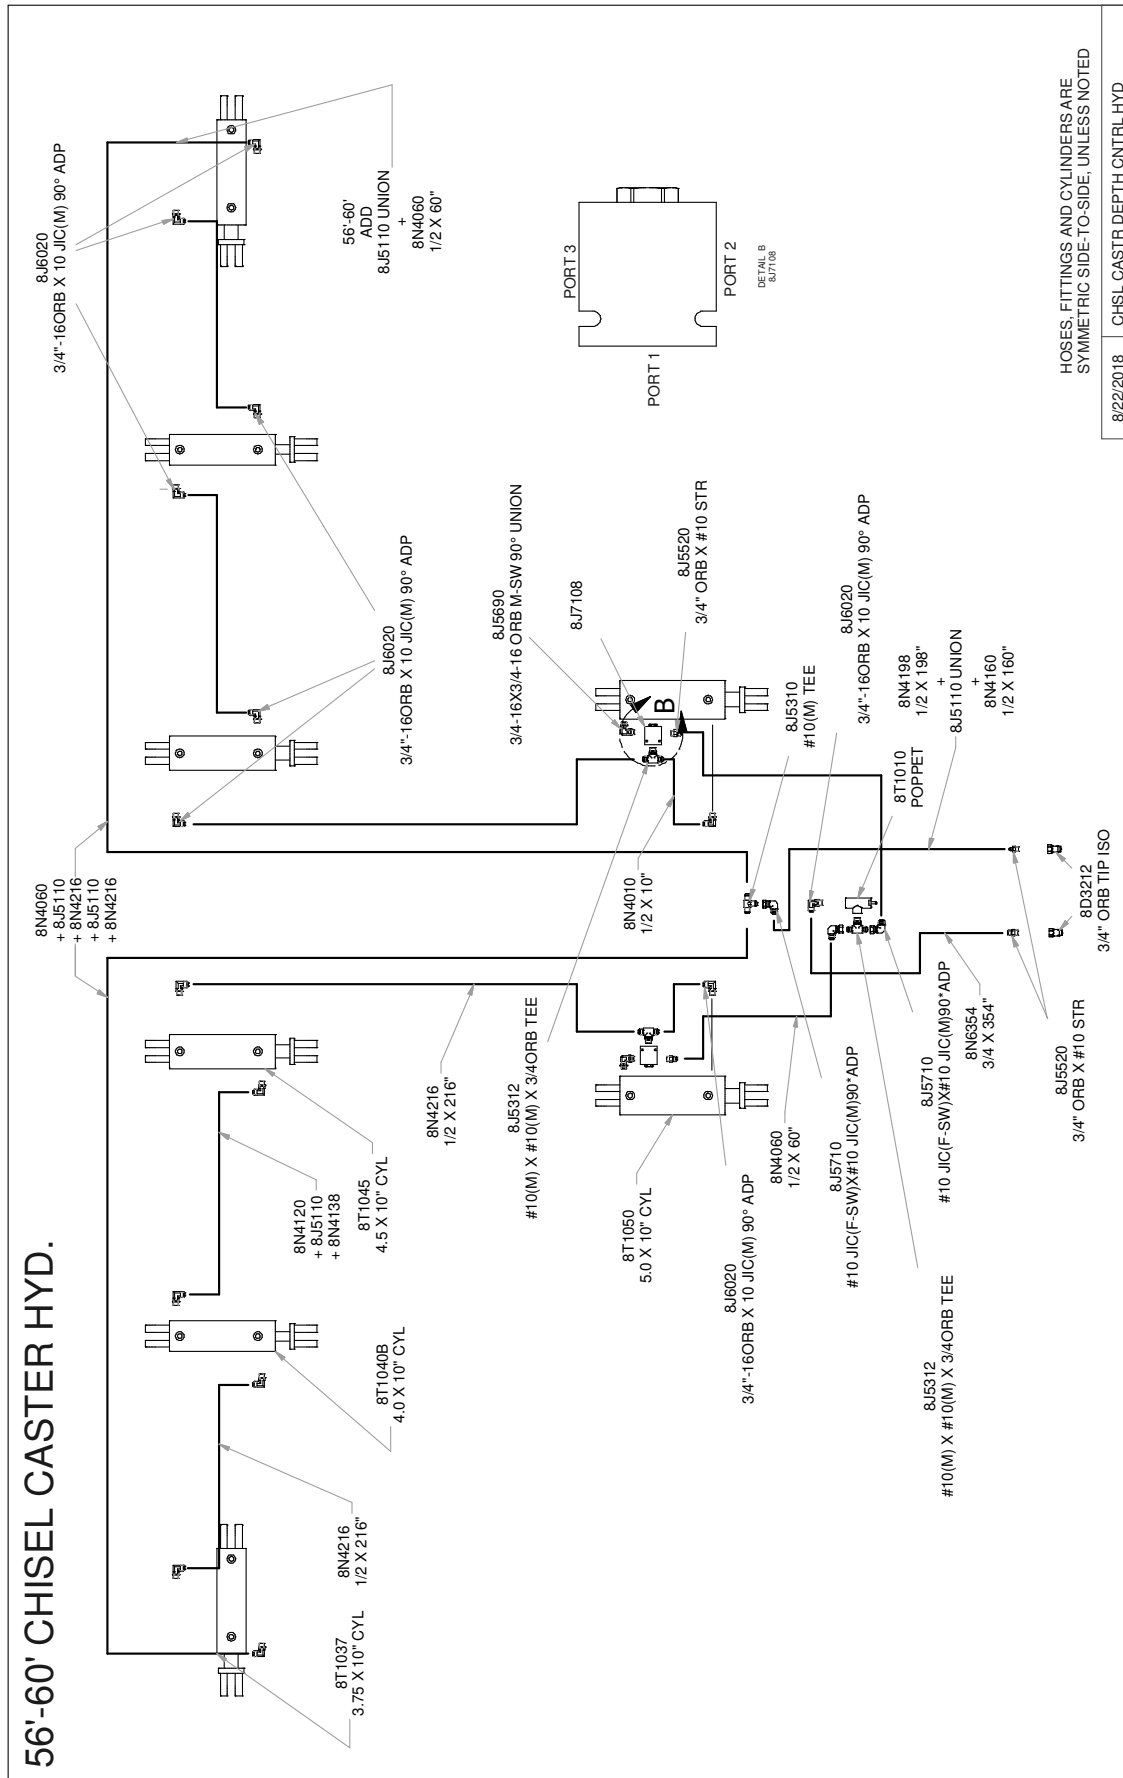 56'-60' CHISEL CASTER HYD.
8N4060
+ 8J5110
+ 8N4216
+ 8J5110
+ 8N4216
8J6020
3/4"-16ORB X 10 JIC(M) 90° ADP
56'-60'
ADD
8J5110 UNION
+
8N4060
1/2 X 60"
8T1037
3.75 X 10" CYL
8N4216
1/2 X 216"
8T1040B
4.0 X 10" CYL
8N4120
+ 8J5110
+ 8N4138
8T1045
4.5 X 10" CYL
8J6020
3/4"-16ORB X 10 JIC(M) 90° ADP
8N4216
1/2 X 216"
8J5312
#10(M) X #10(M) X 3/4ORB TEE
8N4010
1/2 X 10"
8J5690
3/4-16X3/4-16 ORB M-SW 90° UNION
8J7108
B
8J5520
3/4" ORB X #10 STR
PORT 1
PORT 3
PORT 2
DETAIL B
8J7108
8T1050
5.0 X 10" CYL
8J6020
3/4"-16ORB X 10 JIC(M) 90° ADP
8N4060
1/2 X 60"
8J5710
#10 JIC(F-SW)X#10 JIC(M)90*ADP
8J5310
#10(M) TEE
8J6020
3/4"-16ORB X 10 JIC(M) 90° ADP
8T1010
POPPET
8N4198
1/2 X 198"
+
8J5110 UNION
+
8N4160
1/2 X 160"
8J5312
#10(M) X #10(M) X 3/4ORB TEE
8J5710
#10 JIC(F-SW)X#10 JIC(M)90*ADP
8N6354
3/4 X 354"
8J5520
3/4" ORB X #10 STR
8D3212
3/4" ORB TIP ISO
HOSES, FITTINGS AND CYLINDERS ARE
SYMMETRIC SIDE-TO-SIDE, UNLESS NOTED
8/22/2018 CHSL CASTR DEPTH CNTRL HYD